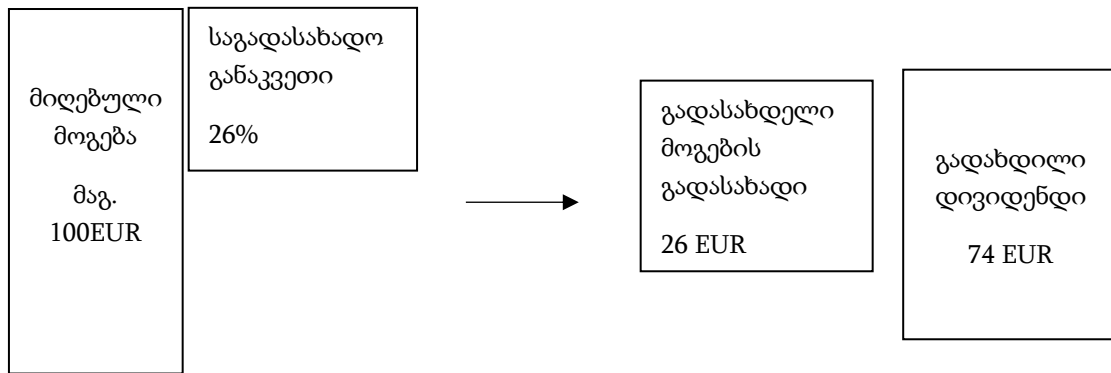 მიღებული
მოგება
მაგ.
100EUR
საგადასახადო
განაკვეთი
26%
გადასახდელი
მოგების
გადასახადი
26 EUR
გადახდილი
დივიდენდი
74 EUR